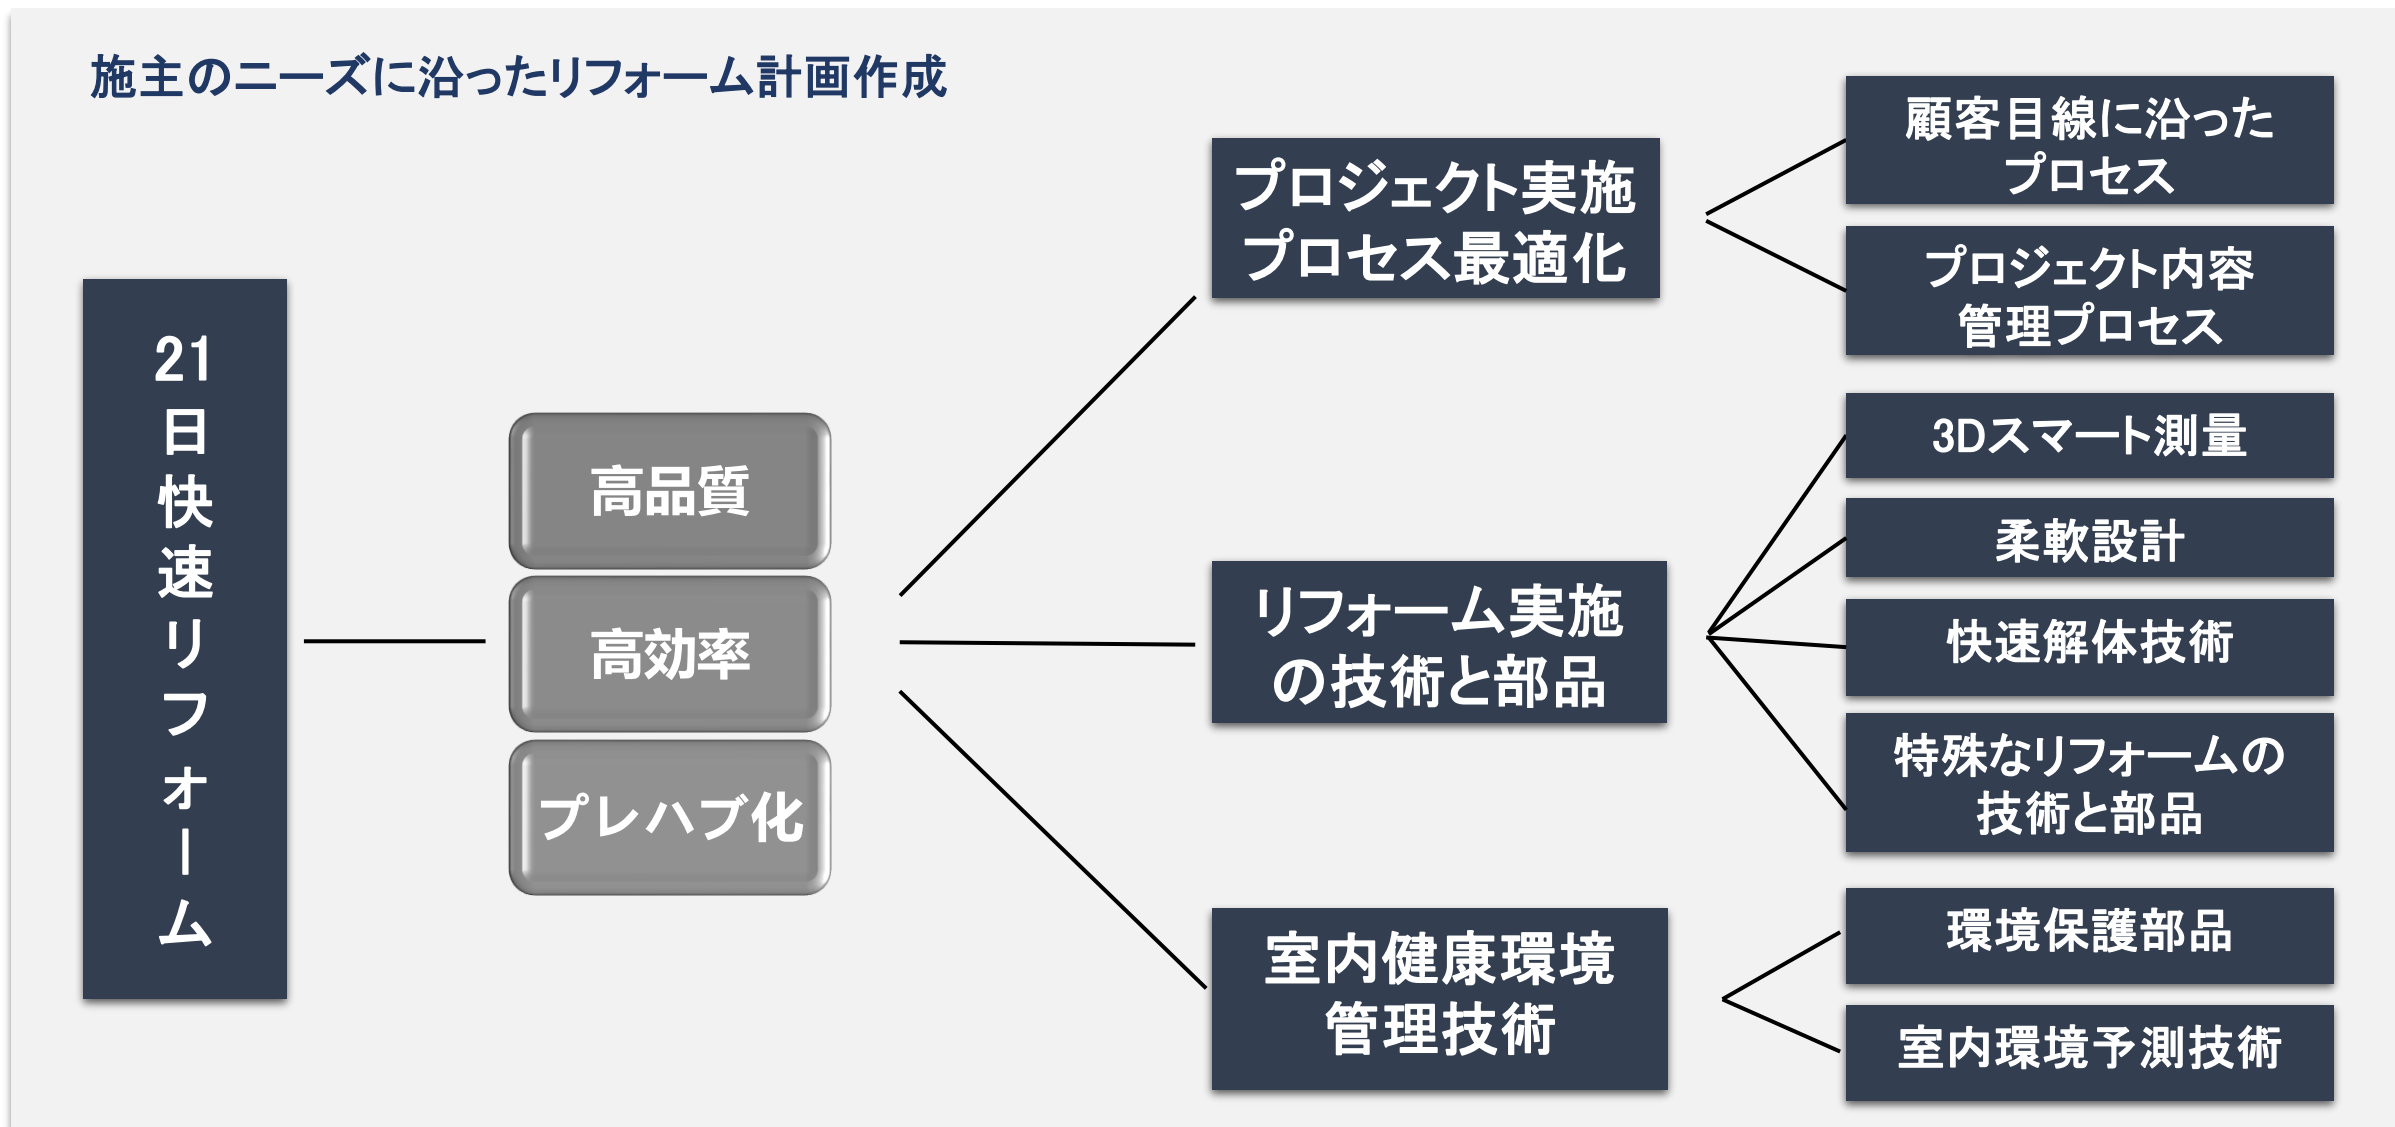 施主のニーズに沿ったリフォーム計画作成
21
日
快
速
リ
フ
ォ
ー
ム
高品質
高効率
プレハブ化
プロジェクト実施
プロセス最適化
リフォーム実施
の技術と部品
室内健康環境
管理技術
顧客目線に沿った
プロセス
プロジェクト内容
管理プロセス
3Dスマート測量
柔軟設計
快速解体技術
特殊なリフォームの
技術と部品
環境保護部品
室内環境予測技術